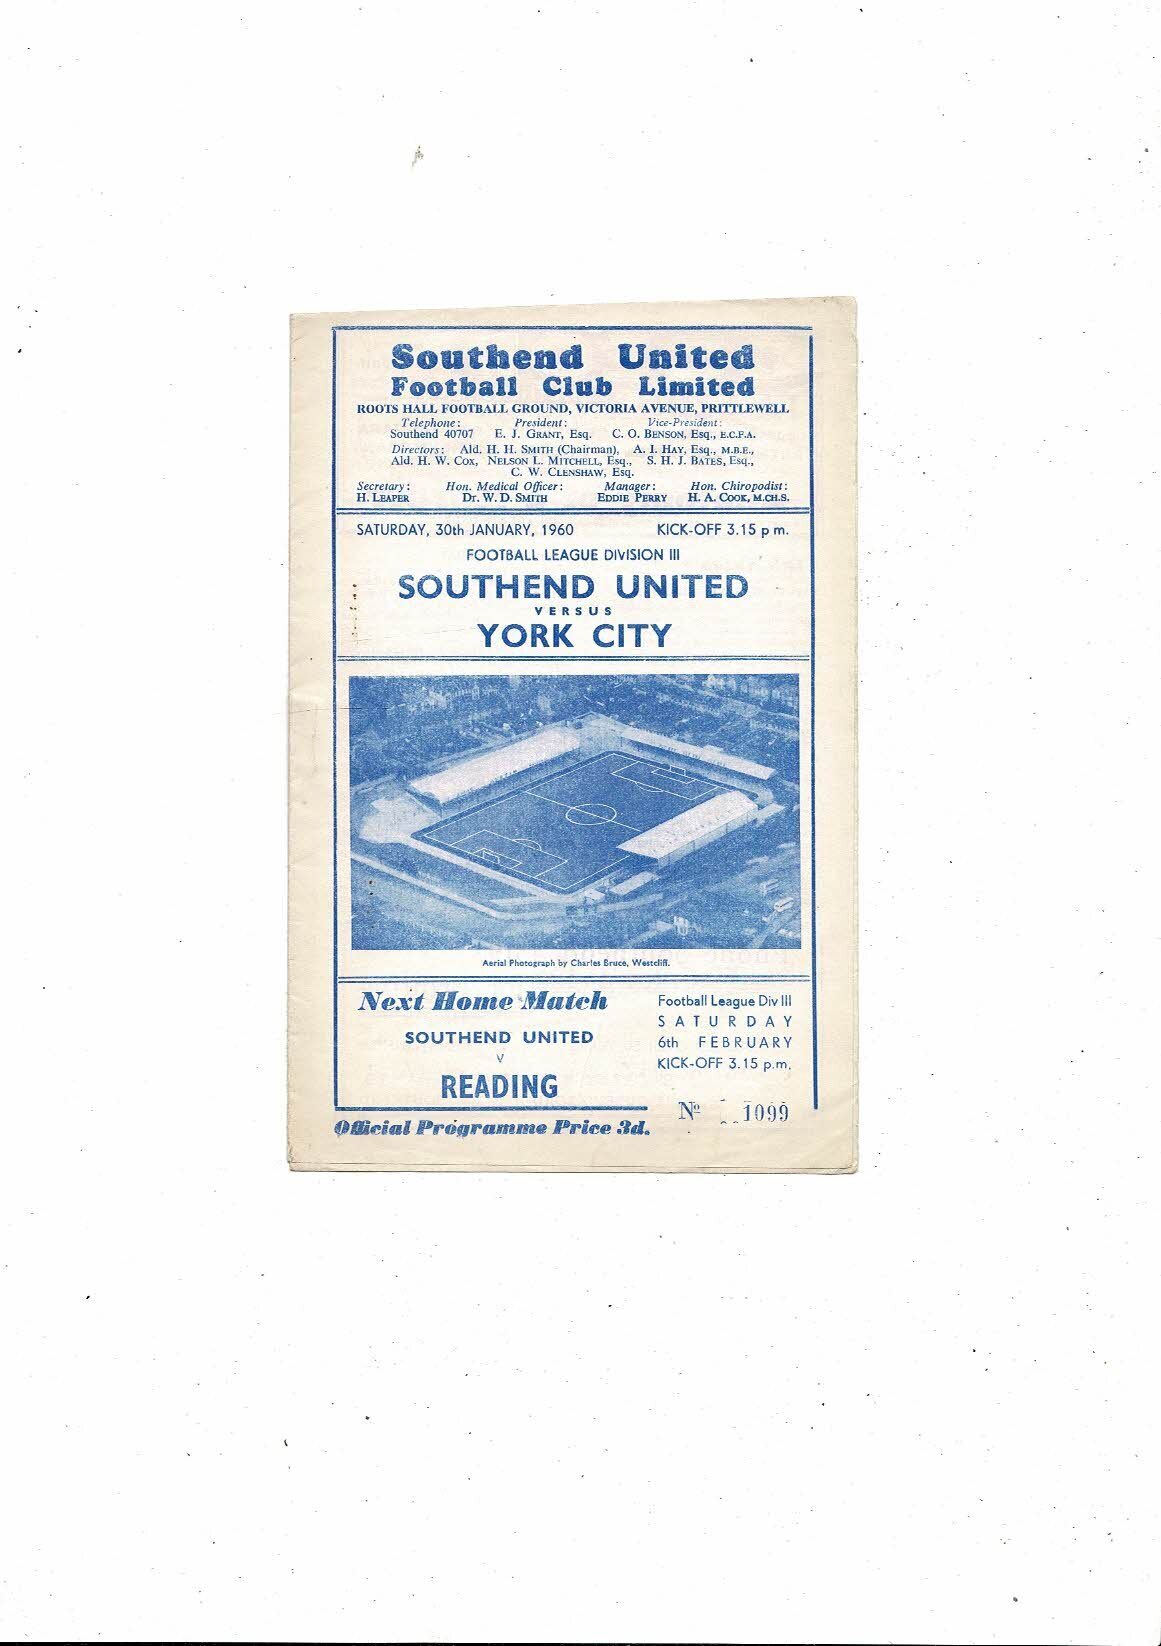 Southend United
Football Club Limited
ROOTS HALL FOOTBALL GROUND, VICTORIA AVENUE, PRITTLEWELL
Telephone: President: Vice-President:
Southend 40707 E. J. GRANT, Esq. C. O. BENSON, Esq., E.C.F.A.
Directors: Ald. H. H. SMITH (Chairman), A. I. HAY, Esq., M.B.E.,
Ald. H. W. COX, NELSON L. MITCHELL, Esq., S. H. J. BATES, Esq.,
C. W. CLENSHAW, Esq.
Secretary: Hon. Medical Officer: Manager: Hon. Chiropodist:
H. LEAPER Dr. W. D. SMITH EDDIE PERRY H. A. COOK, M.CH.S.
SATURDAY, 30th JANUARY, 1960 KICK-OFF 3.15 p m.
FOOTBALL LEAGUE DIVISION III
SOUTHEND UNITED
VERSUS
YORK CITY
Aerial Photograph by Charles Bruce, Westcliff.
Next Home Match
SOUTHEND UNITED
v
READING
Football League Div III
SATURDAY
6th FEBRUARY
KICK-OFF 3.15 p.m.
Official Programme Price 3d.
Nº 1099